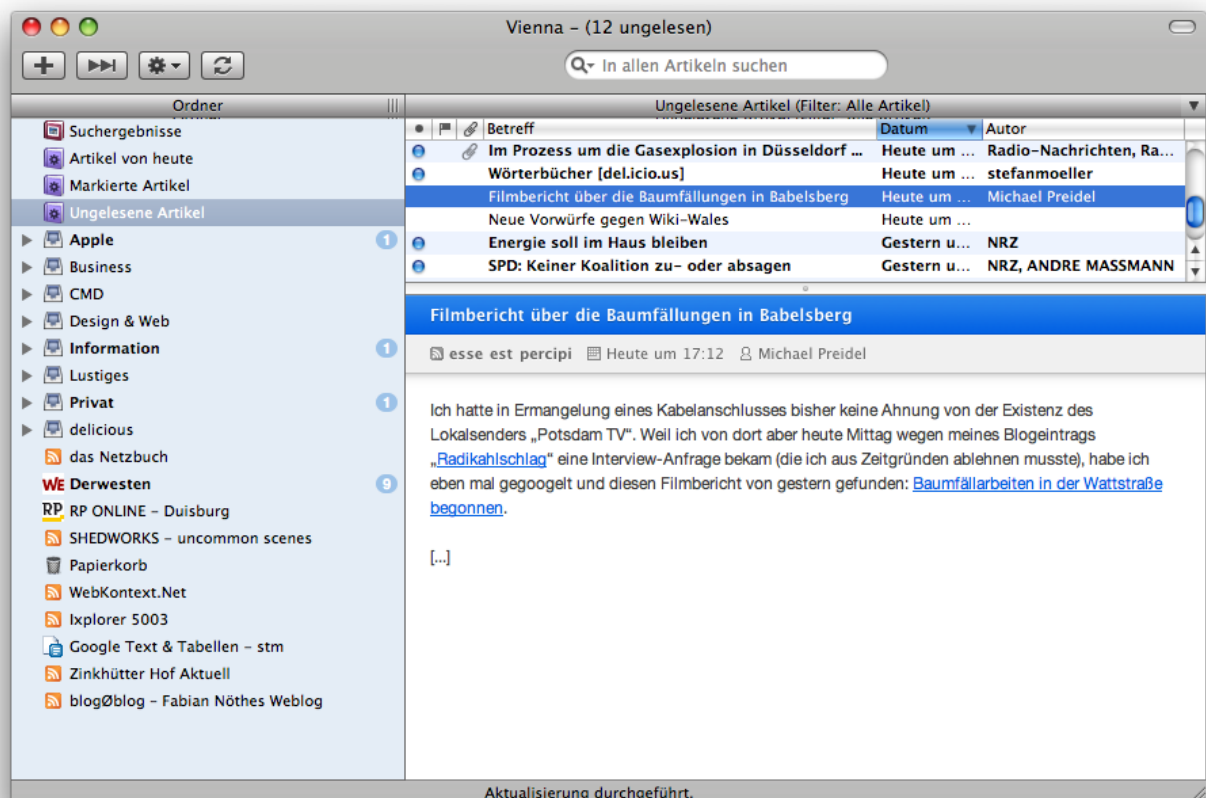 Vienna – (12 ungelesen)
In allen Artikeln suchen
Ordner
Suchergebnisse
Artikel von heute
Markierte Artikel
Ungelesene Artikel
Apple 1
Business
CMD
Design & Web
Information 1
Lustiges
Privat 1
delicious
das Netzbuch
WE Derwesten 9
RP RP ONLINE – Duisburg
SHEDWORKS – uncommon scenes
Papierkorb
WebKontext.Net
Ixplorer 5003
Google Text & Tabellen – stm
Zinkhütter Hof Aktuell
blogØblog – Fabian Nöthes Weblog
Ungelesene Artikel (Filter: Alle Artikel)
Betreff Datum Autor
Im Prozess um die Gasexplosion in Düsseldorf ... Heute um ... Radio–Nachrichten, Ra...
Wörterbücher [del.icio.us] Heute um ... stefanmoeller
Filmbericht über die Baumfällungen in Babelsberg Heute um ... Michael Preidel
Neue Vorwürfe gegen Wiki–Wales Heute um ...
Energie soll im Haus bleiben Gestern u... NRZ
SPD: Keiner Koalition zu– oder absagen Gestern u... NRZ, ANDRE MASSMANN
Filmbericht über die Baumfällungen in Babelsberg
esse est percipi Heute um 17:12 Michael Preidel
Ich hatte in Ermangelung eines Kabelanschlusses bisher keine Ahnung von der Existenz des
Lokalsenders „Potsdam TV“. Weil ich von dort aber heute Mittag wegen meines Blogeintrags
„Radikahlschlag“ eine Interview-Anfrage bekam (die ich aus Zeitgründen ablehnen musste), habe ich
eben mal gegoogelt und diesen Filmbericht von gestern gefunden: Baumfällarbeiten in der Wattstraße
begonnen.
[...]
Aktualisierung durchgeführt.